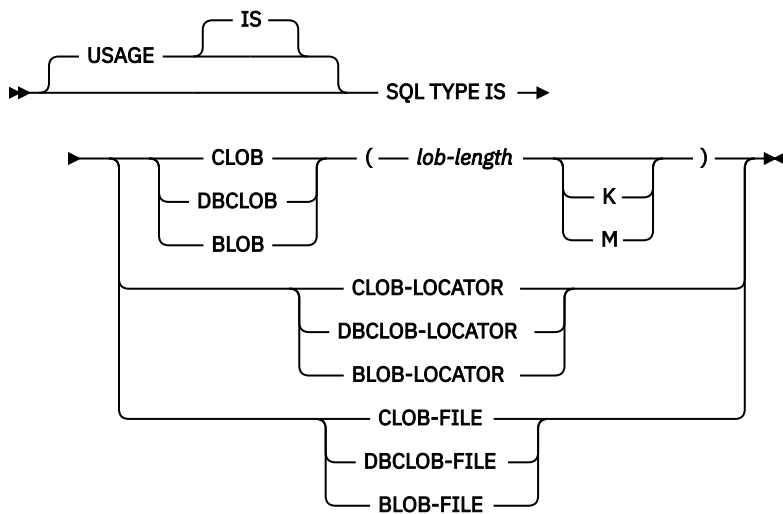 IS
USAGE
SQL TYPE IS
CLOB ( lob-length )
DBCLOB K
BLOB M
CLOB-LOCATOR
DBCLOB-LOCATOR
BLOB-LOCATOR
CLOB-FILE
DBCLOB-FILE
BLOB-FILE